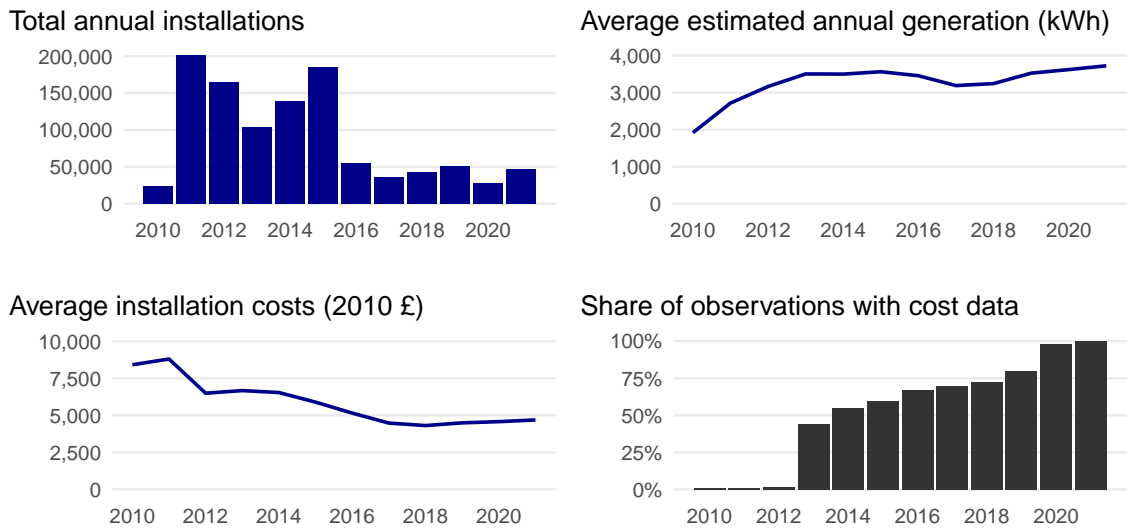 Total annual installations
200,000
150,000
100,000
50,000
0
2010 2012 2014 2016 2018 2020
Average estimated annual generation (kWh)
4,000
3,000
2,000
1,000
0
2010 2012 2014 2016 2018 2020
Average installation costs (2010 £)
10,000
7,500
5,000
2,500
0
2010 2012 2014 2016 2018 2020
Share of observations with cost data
100%
75%
50%
25%
0%
2010 2012 2014 2016 2018 2020